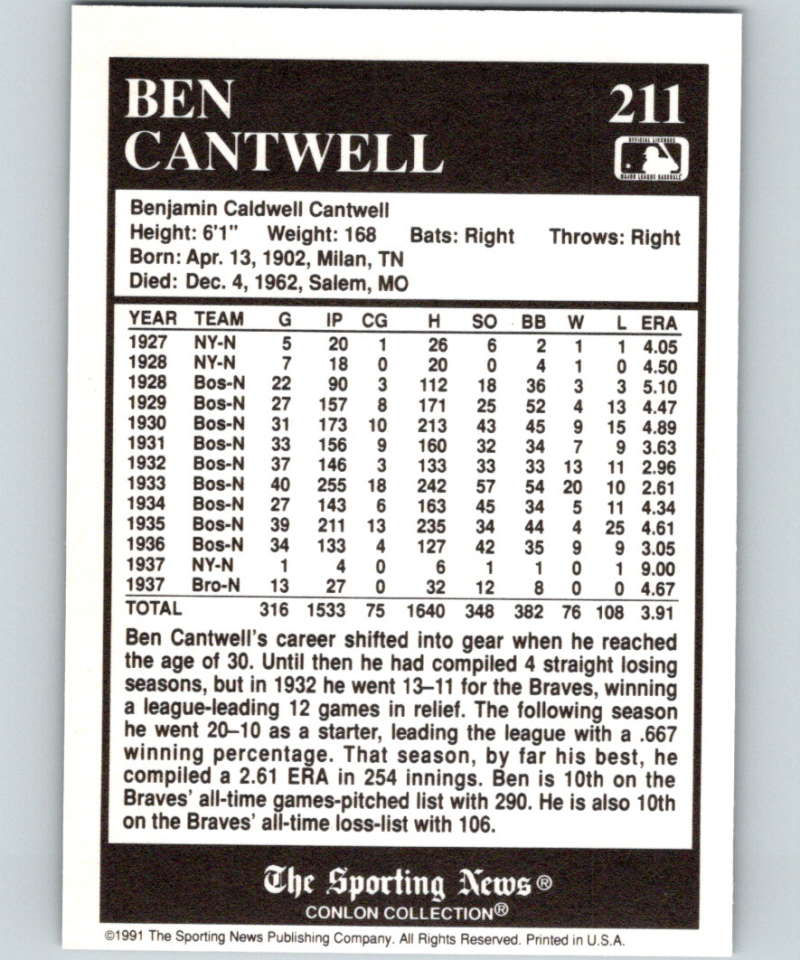 BEN
CANTWELL
211
OFFICIAL LICENSEE
MAJOR LEAGUE BASEBALL
Benjamin Caldwell Cantwell
Height: 6'1" Weight: 168 Bats: Right Throws: Right
Born: Apr. 13, 1902, Milan, TN
Died: Dec. 4, 1962, Salem, MO
YEAR TEAM G IP CG H SO BB W L ERA
1927 NY-N 5 20 1 26 6 2 1 1 4.05
1928 NY-N 7 18 0 20 0 4 1 0 4.50
1928 Bos-N 22 90 3 112 18 36 3 3 5.10
1929 Bos-N 27 157 8 171 25 52 4 13 4.47
1930 Bos-N 31 173 10 213 43 45 9 15 4.89
1931 Bos-N 33 156 9 160 32 34 7 9 3.63
1932 Bos-N 37 146 3 133 33 33 13 11 2.96
1933 Bos-N 40 255 18 242 57 54 20 10 2.61
1934 Bos-N 27 143 6 163 45 34 5 11 4.34
1935 Bos-N 39 211 13 235 34 44 4 25 4.61
1936 Bos-N 34 133 4 127 42 35 9 9 3.05
1937 NY-N 1 4 0 6 1 1 0 1 9.00
1937 Bro-N 13 27 0 32 12 8 0 0 4.67
TOTAL 316 1533 75 1640 348 382 76 108 3.91
Ben Cantwell's career shifted into gear when he reached
the age of 30. Until then he had compiled 4 straight losing
seasons, but in 1932 he went 13–11 for the Braves, winning
a league-leading 12 games in relief. The following season
he went 20–10 as a starter, leading the league with a .667
winning percentage. That season, by far his best, he
compiled a 2.61 ERA in 254 innings. Ben is 10th on the
Braves' all-time games-pitched list with 290. He is also 10th
on the Braves' all-time loss-list with 106.
The Sporting News®
CONLON COLLECTION®
©1991 The Sporting News Publishing Company. All Rights Reserved. Printed in U.S.A.